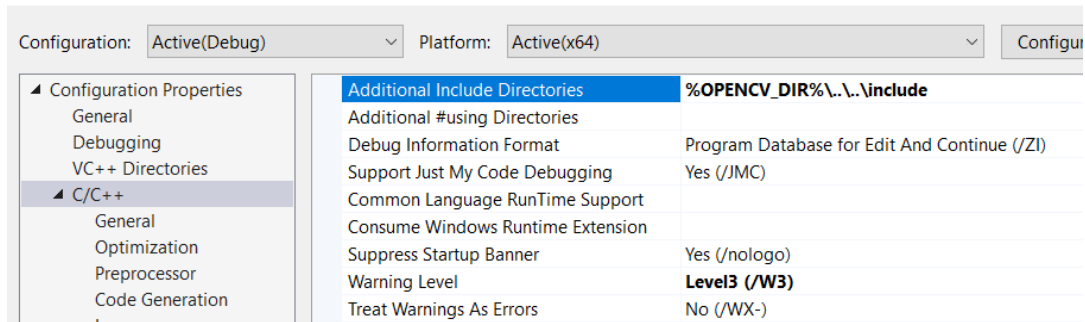 Configuration: Active(Debug) Platform: Active(x64) Configur
Configuration Properties
General
Debugging
VC++ Directories
C/C++
General
Optimization
Preprocessor
Code Generation
Additional Include Directories %OPENCV_DIR%\..\..\include
Additional #using Directories
Debug Information Format Program Database for Edit And Continue (/ZI)
Support Just My Code Debugging Yes (/JMC)
Common Language RunTime Support
Consume Windows Runtime Extension
Suppress Startup Banner Yes (/nologo)
Warning Level Level3 (/W3)
Treat Warnings As Errors No (/WX-)